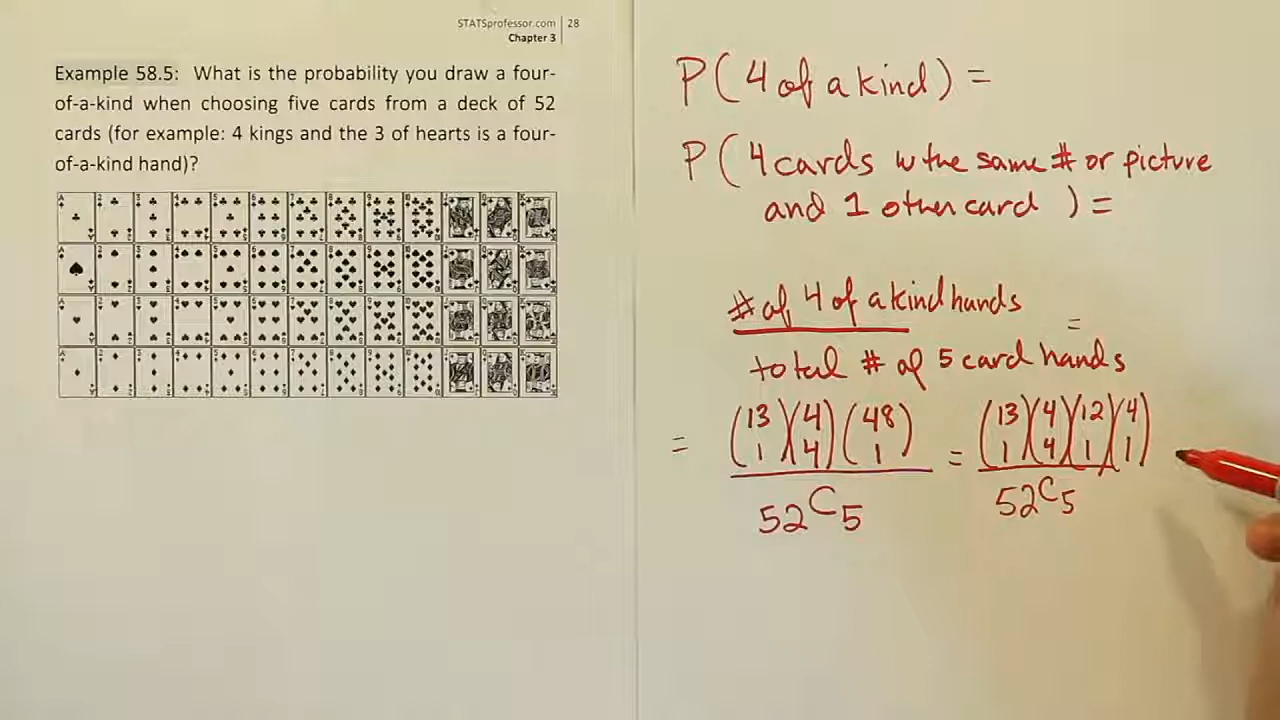 STATSprofessor.com 28
Chapter 3
Example 58.5: What is the probability you draw a four-
of-a-kind when choosing five cards from a deck of 52
cards (for example: 4 kings and the 3 of hearts is a four-
of-a-kind hand)?
P(4 of a kind) =
P(4 cards w the same # or picture
and 1 other card) =
# of 4 of a kind hands
=
total # of 5 card hands
= (13 1)(4 4)(48 1) = (13 1)(4 4)(12 1)(4 1)
52C5 52C5